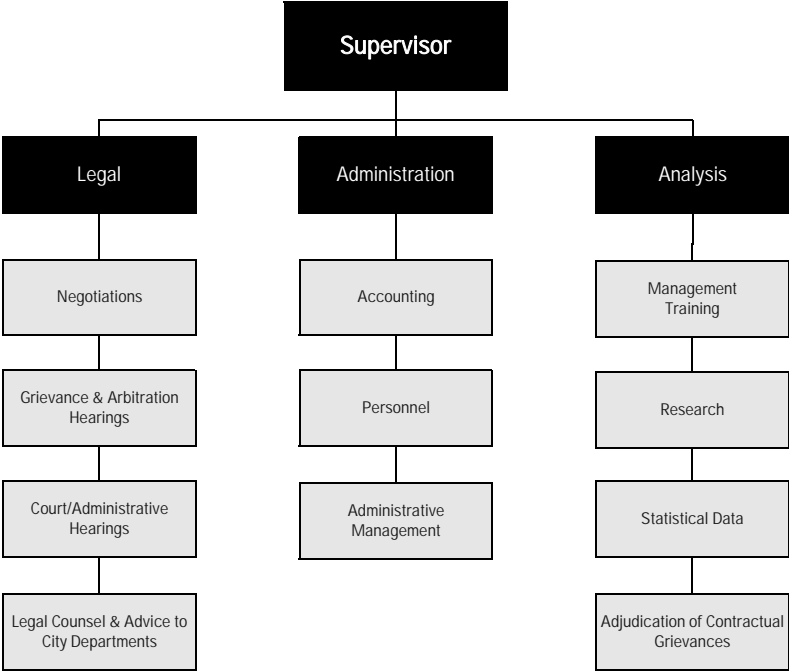 Supervisor
Legal
Administration
Analysis
Negotiations
Accounting
Management
Training
Grievance & Arbitration
Hearings
Personnel
Research
Court/Administrative
Hearings
Administrative
Management
Statistical Data
Legal Counsel & Advice to
City Departments
Adjudication of Contractual
Grievances